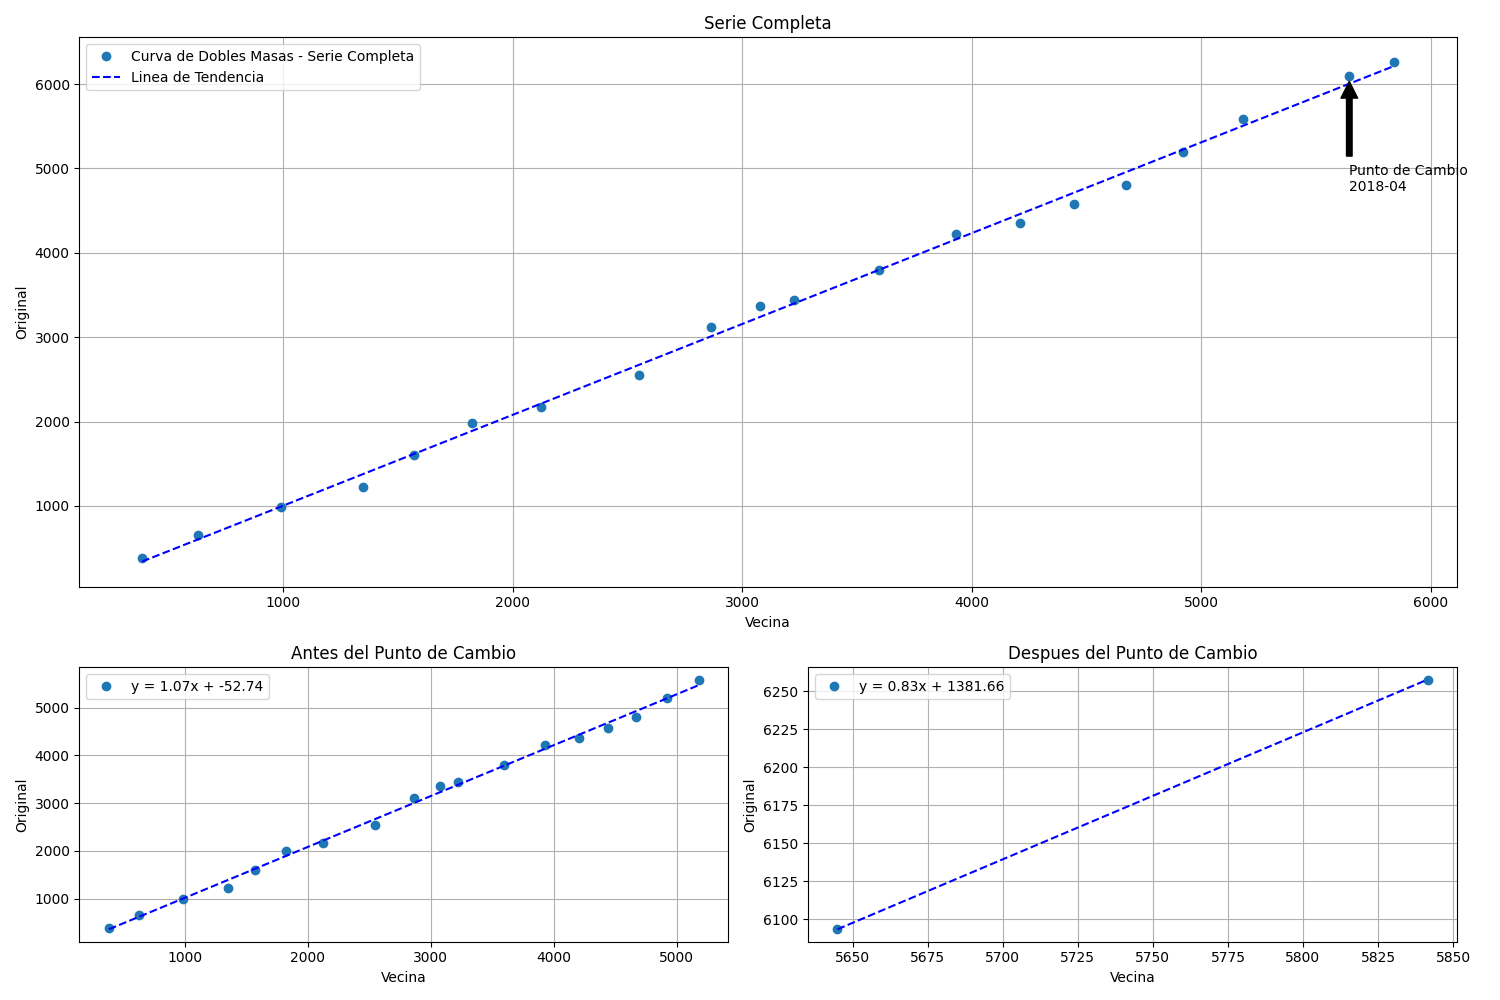 Serie Completa
Curva de Dobles Masas - Serie Completa
Linea de Tendencia
6000
5000
4000
3000
2000
1000
Original
Punto de Cambio
2018-04
1000 2000 3000 4000 5000 6000
Vecina
Antes del Punto de Cambio
y = 1.07x + -52.74
5000
4000
3000
2000
1000
Original
1000 2000 3000 4000 5000
Vecina
Despues del Punto de Cambio
y = 0.83x + 1381.66
6250
6225
6200
6175
6150
6125
6100
Original
5650 5675 5700 5725 5750 5775 5800 5825 5850
Vecina